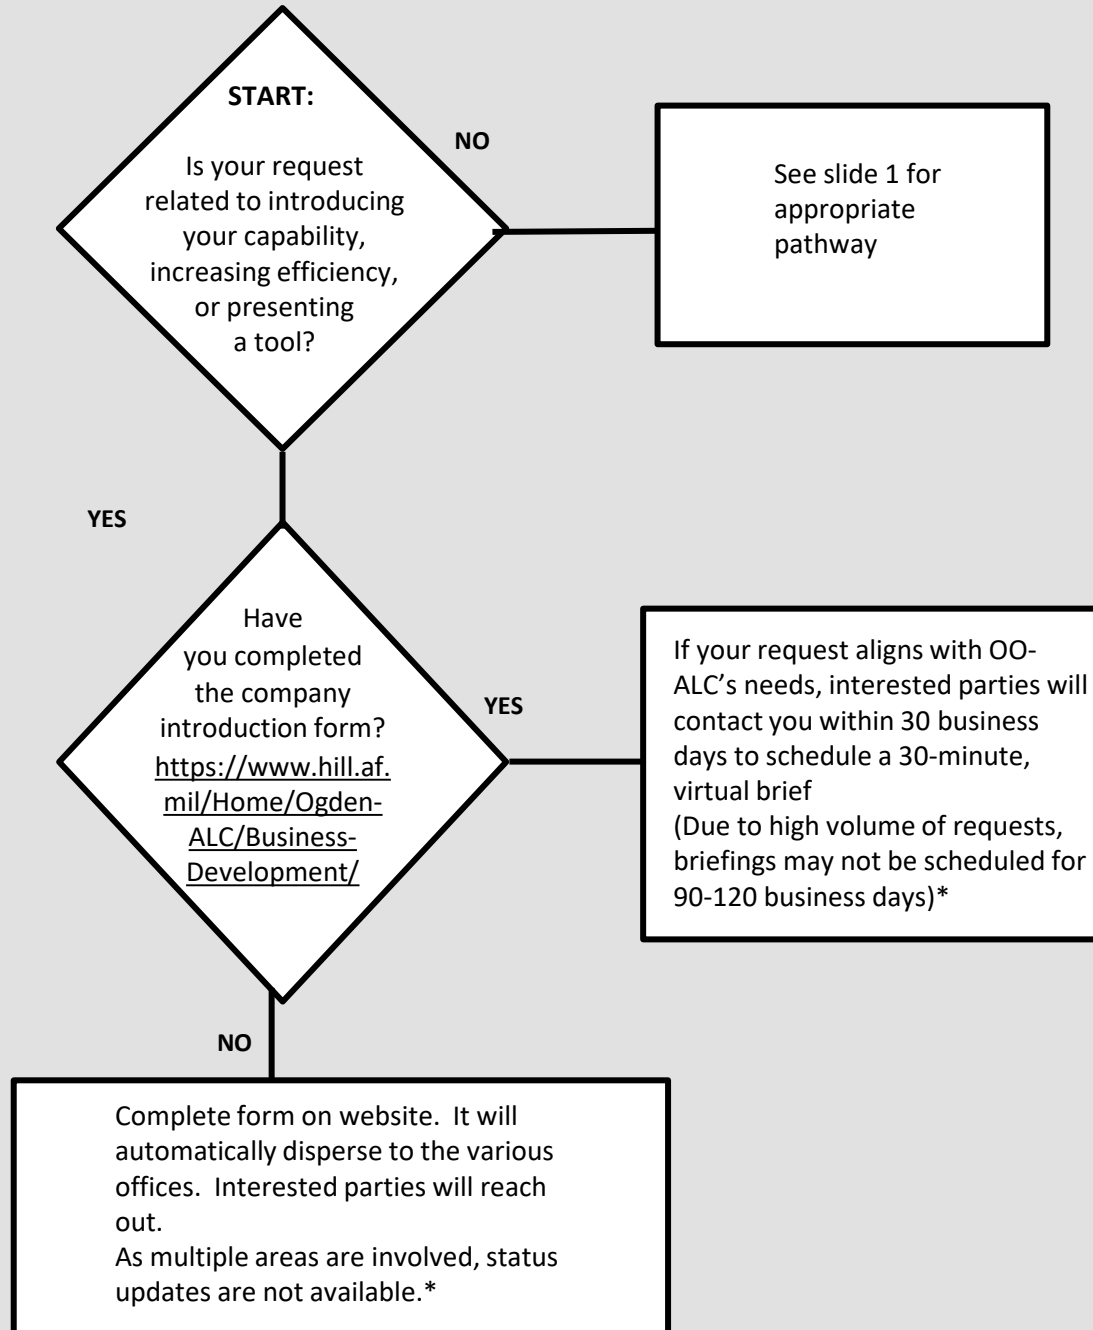 START:
Is your request
related to introducing
your capability,
increasing efficiency,
or presenting
a tool?
NO
See slide 1 for
appropriate
pathway
YES
Have
you completed
the company
introduction form?
https://www.hill.af.
mil/Home/Ogden-
ALC/Business-
Development/
YES
If your request aligns with OO-
ALC’s needs, interested parties will
contact you within 30 business
days to schedule a 30-minute,
virtual brief
(Due to high volume of requests,
briefings may not be scheduled for
90-120 business days)*
NO
Complete form on website.  It will
automatically disperse to the various
offices.  Interested parties will reach
out.
As multiple areas are involved, status
updates are not available.*